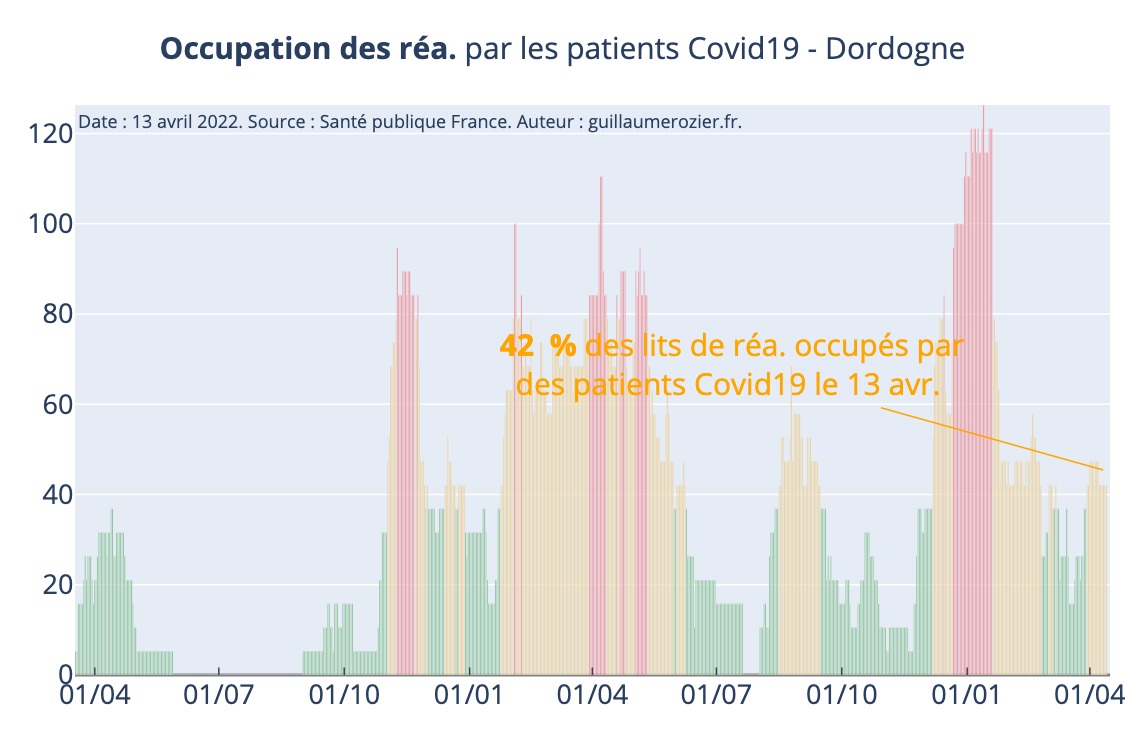 Occupation des réa. par les patients Covid19 - Dordogne
Date : 13 avril 2022. Source : Santé publique France. Auteur : guillaumerozier.fr.
120
100
80
42 % des lits de réa. occupés par
des patients Covid19 le 13 avr.
60
40
20
0
01/04 01/07 01/10 01/01 01/04 01/07 01/10 01/01 01/04